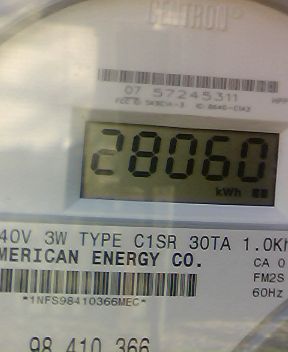 CENTRON®
07 57245311
28060
kWh
40V 3W TYPE C1SR 30TA 1.0Kh
MERICAN ENERGY CO.
CA 0
FM2S
60Hz
*1NFS98410366MEC*
98 410 366